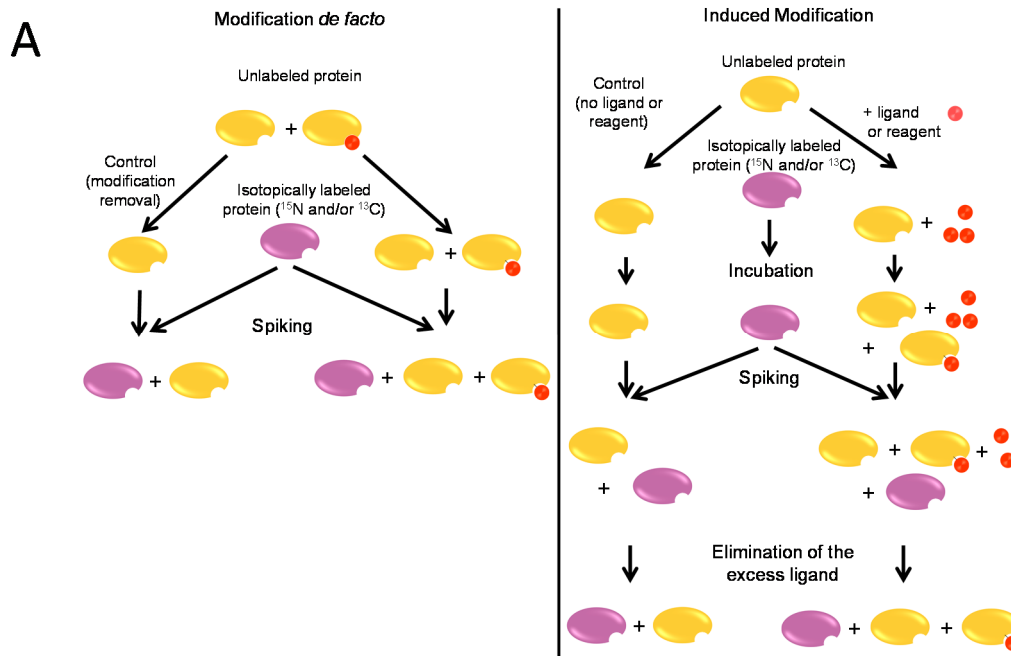 A
Modification de facto
Unlabeled protein
+
Control
(modification
removal)
Isotopically labeled
protein (¹⁵N and/or ¹³C)
+
Spiking
+
+
+
Induced Modification
Unlabeled protein
Control
(no ligand or
reagent)
+ ligand
or reagent
Isotopically labeled
protein (¹⁵N and/or ¹³C)
+
Incubation
+
+
Spiking
+
+
+
+
Elimination of the
excess ligand
+
+
+